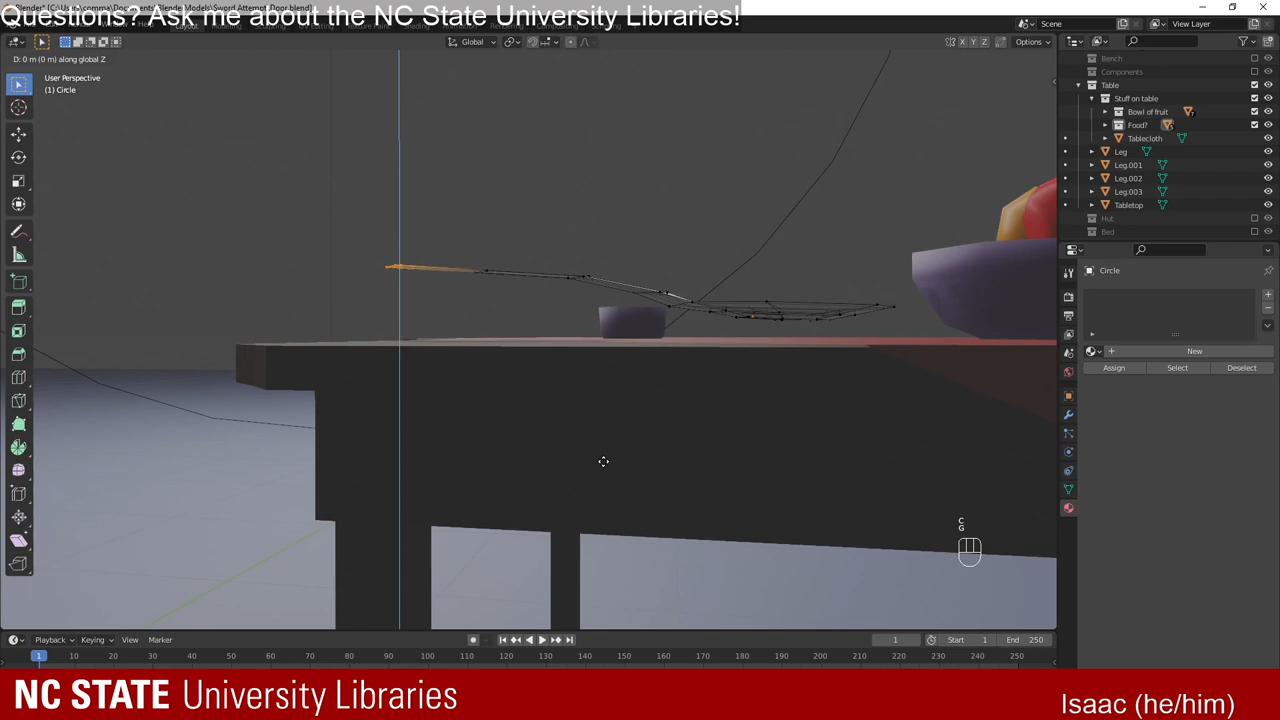 Questions? Ask me about the NC State University Libraries!
Scene
View Layer
Global
X Y Z
Options
D: 0 m (0 m) along global Z
User Perspective
(1) Circle
Bench
Components
Table
Stuff on table
Bowl of fruit
Food?
Tablecloth
Leg
Leg.001
Leg.002
Leg.003
Tabletop
Hut
Bed
Circle
New
Assign
Select
Deselect
C
G
Playback
Keying
View
Marker
1
Start 1
End 250
1 10 20 30 40 50 60 70 80 90 100 110 120 130 140 150 160 170 180 190 200 210 220 230 240 250
NC STATE University Libraries
Isaac (he/him)